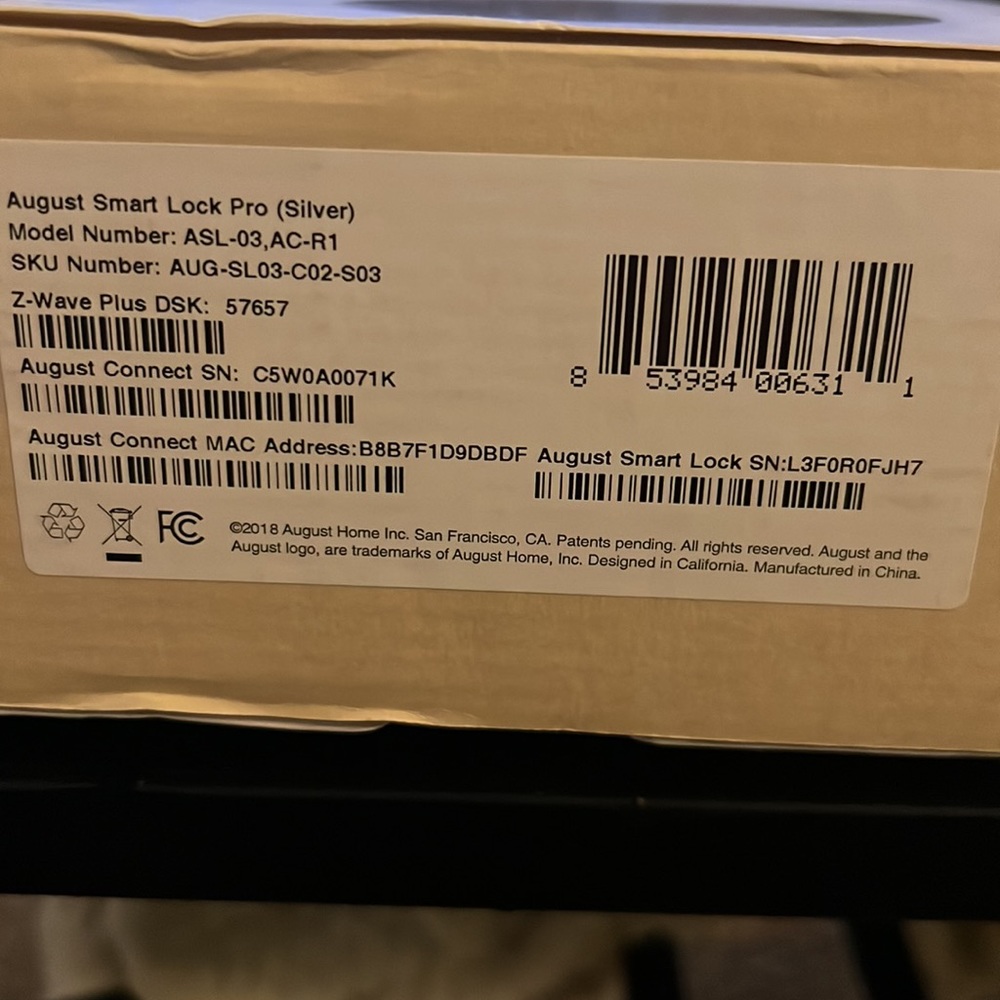 August Smart Lock Pro (Silver)
Model Number: ASL-03,AC-R1
SKU Number: AUG-SL03-C02-S03
Z-Wave Plus DSK: 57657
August Connect SN: C5W0A0071K
8 53984 00631 1
August Connect MAC Address:B8B7F1D9DBDF August Smart Lock SN:L3F0R0FJH7
FC
©2018 August Home Inc. San Francisco, CA. Patents pending. All rights reserved. August and the
August logo, are trademarks of August Home, Inc. Designed in California. Manufactured in China.